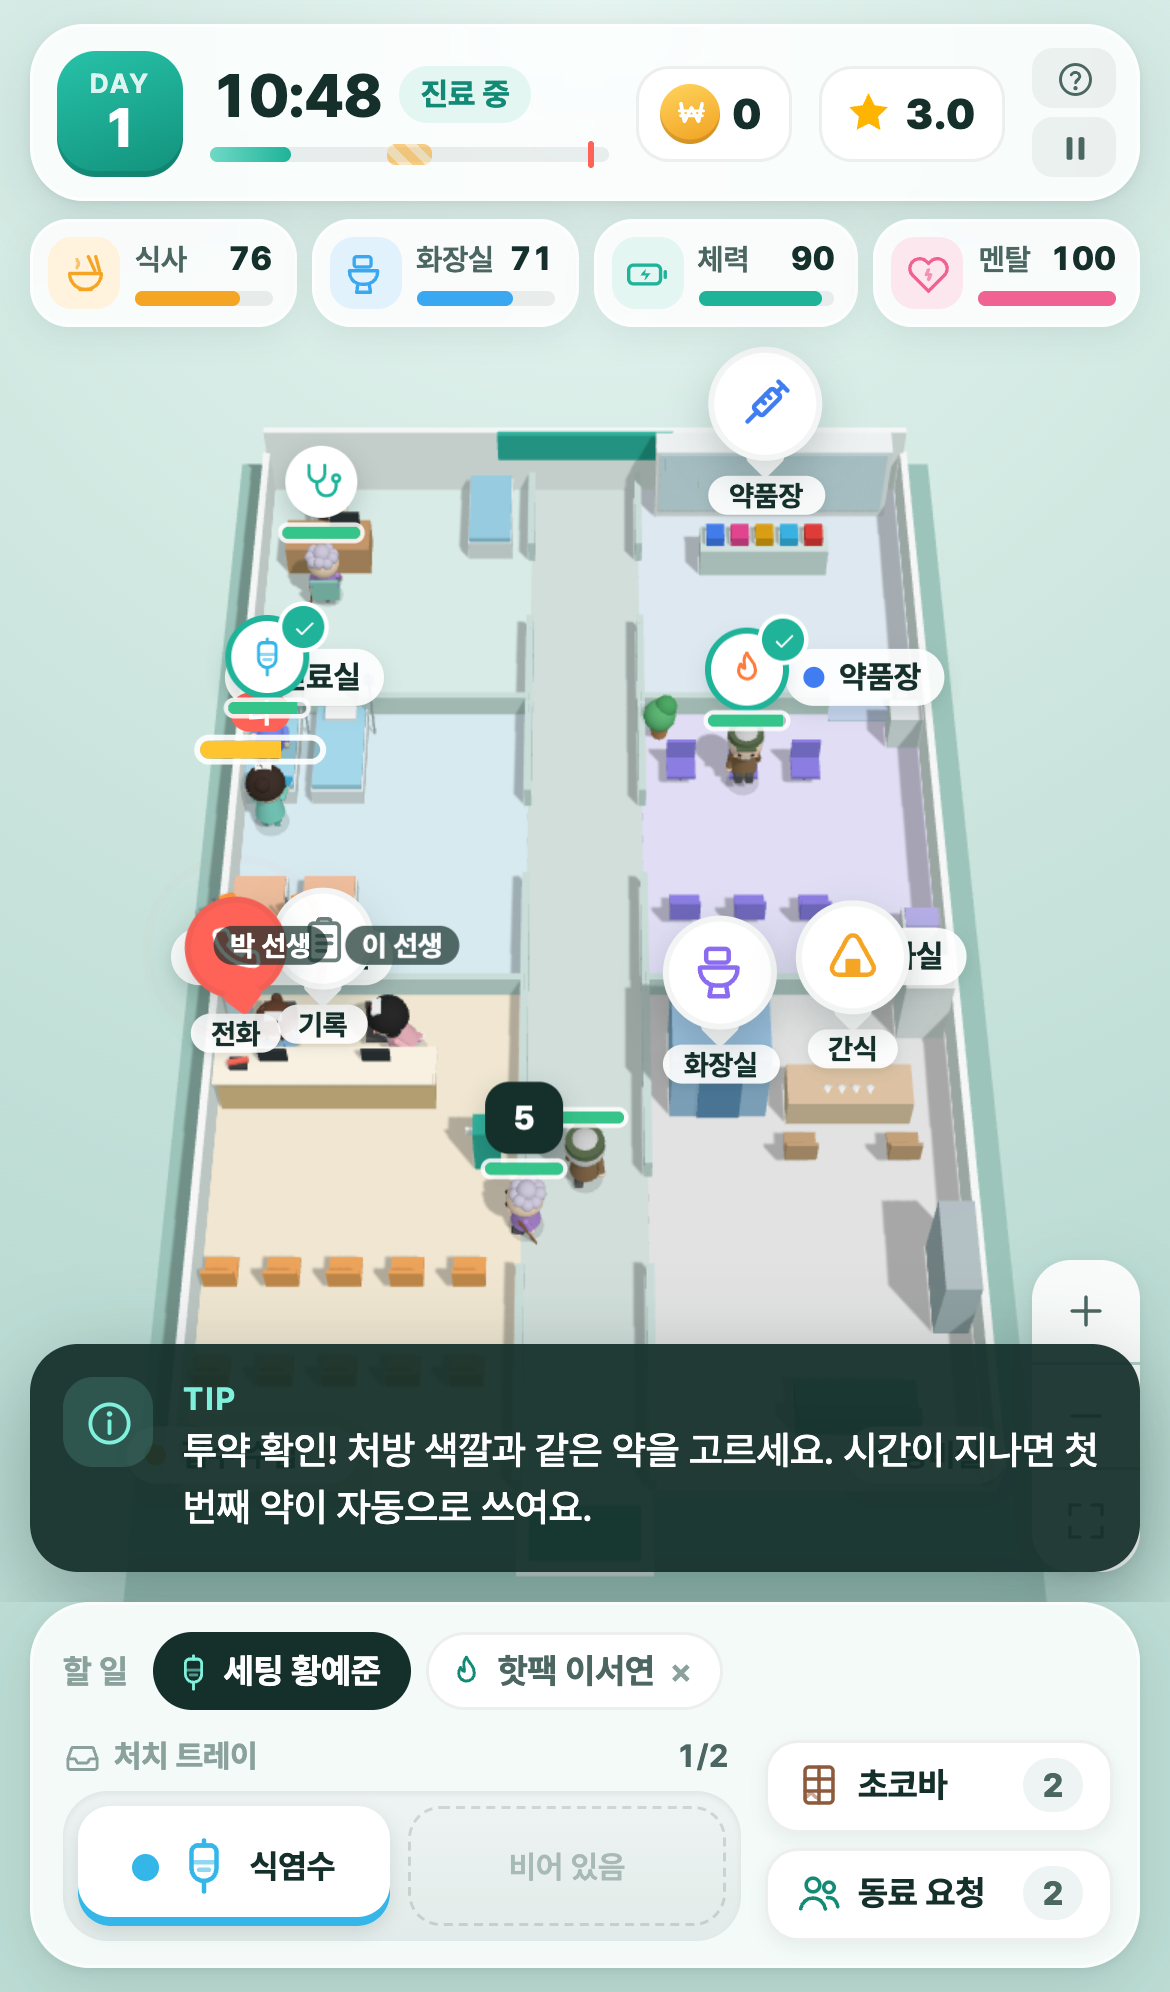 DAY
1
10:48
진료 중
₩
0
3.0
식사 76
화장실 71
체력 90
멘탈 100
약품장
약품장
박 선생
이 선생
전화
기록
화장실
간식
5
TIP
투약 확인! 처방 색깔과 같은 약을 고르세요. 시간이 지나면 첫
번째 약이 자동으로 쓰여요.
할 일
세팅 황예준
핫팩 이서연 ×
처치 트레이
1/2
식염수
비어 있음
초코바 2
동료 요청 2